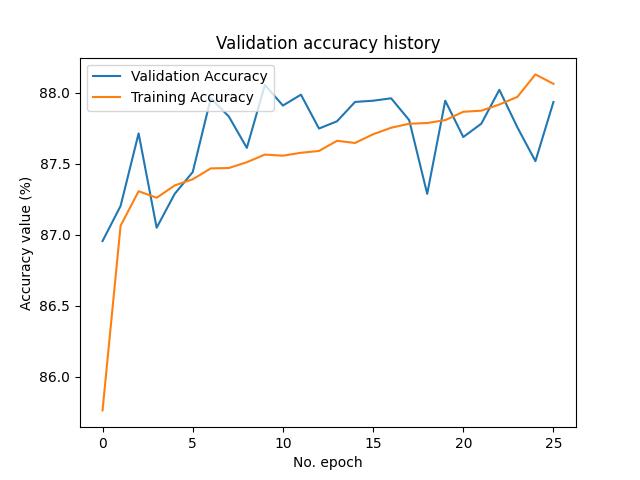 Validation accuracy history
Validation Accuracy
Training Accuracy
Accuracy value (%)
88.0
87.5
87.0
86.5
86.0
0 5 10 15 20 25
No. epoch